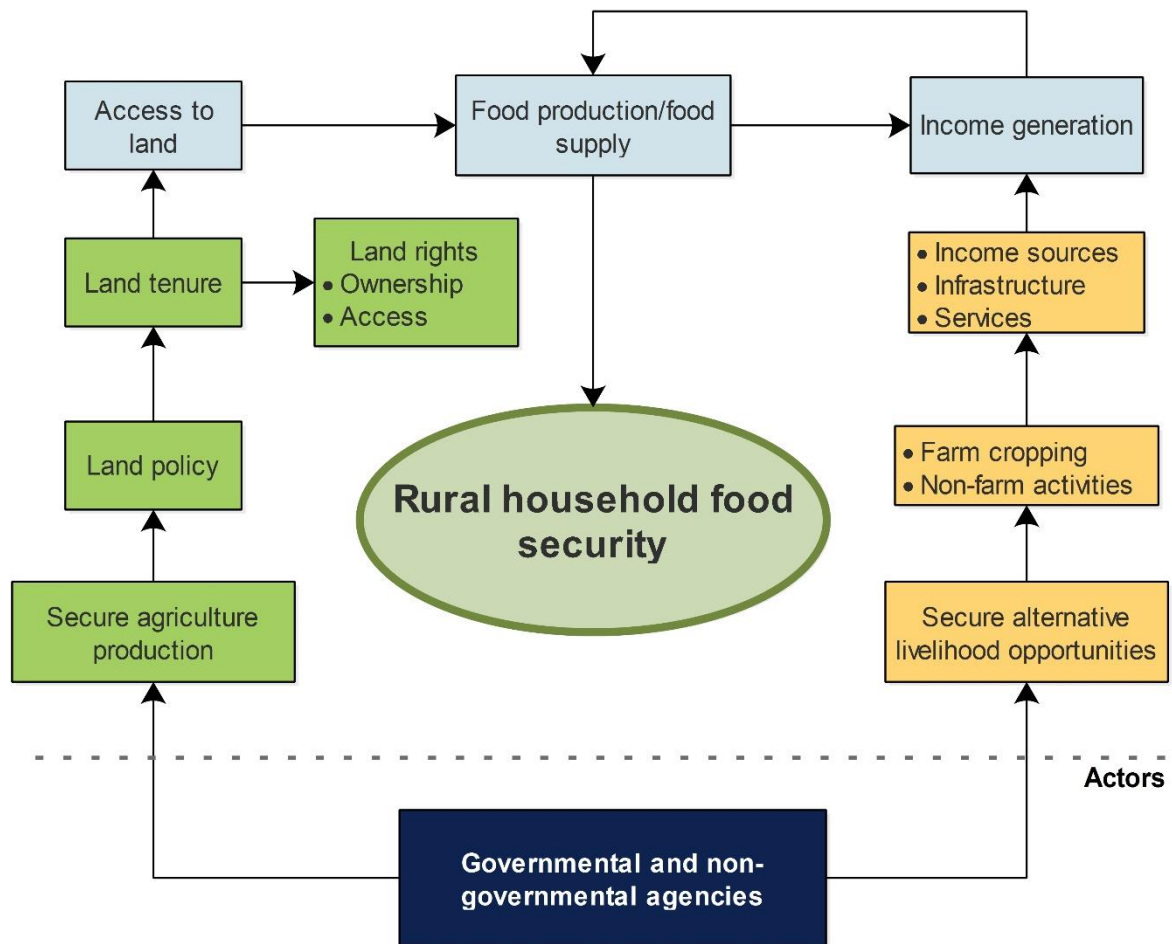 Access to
land
Food production/food
supply
Income generation
Land tenure
Land rights
• Ownership
• Access
• Income sources
• Infrastructure
• Services
Land policy
Rural household food
security
• Farm cropping
• Non-farm activities
Secure agriculture
production
Secure alternative
livelihood opportunities
Actors
Governmental and non-
governmental agencies